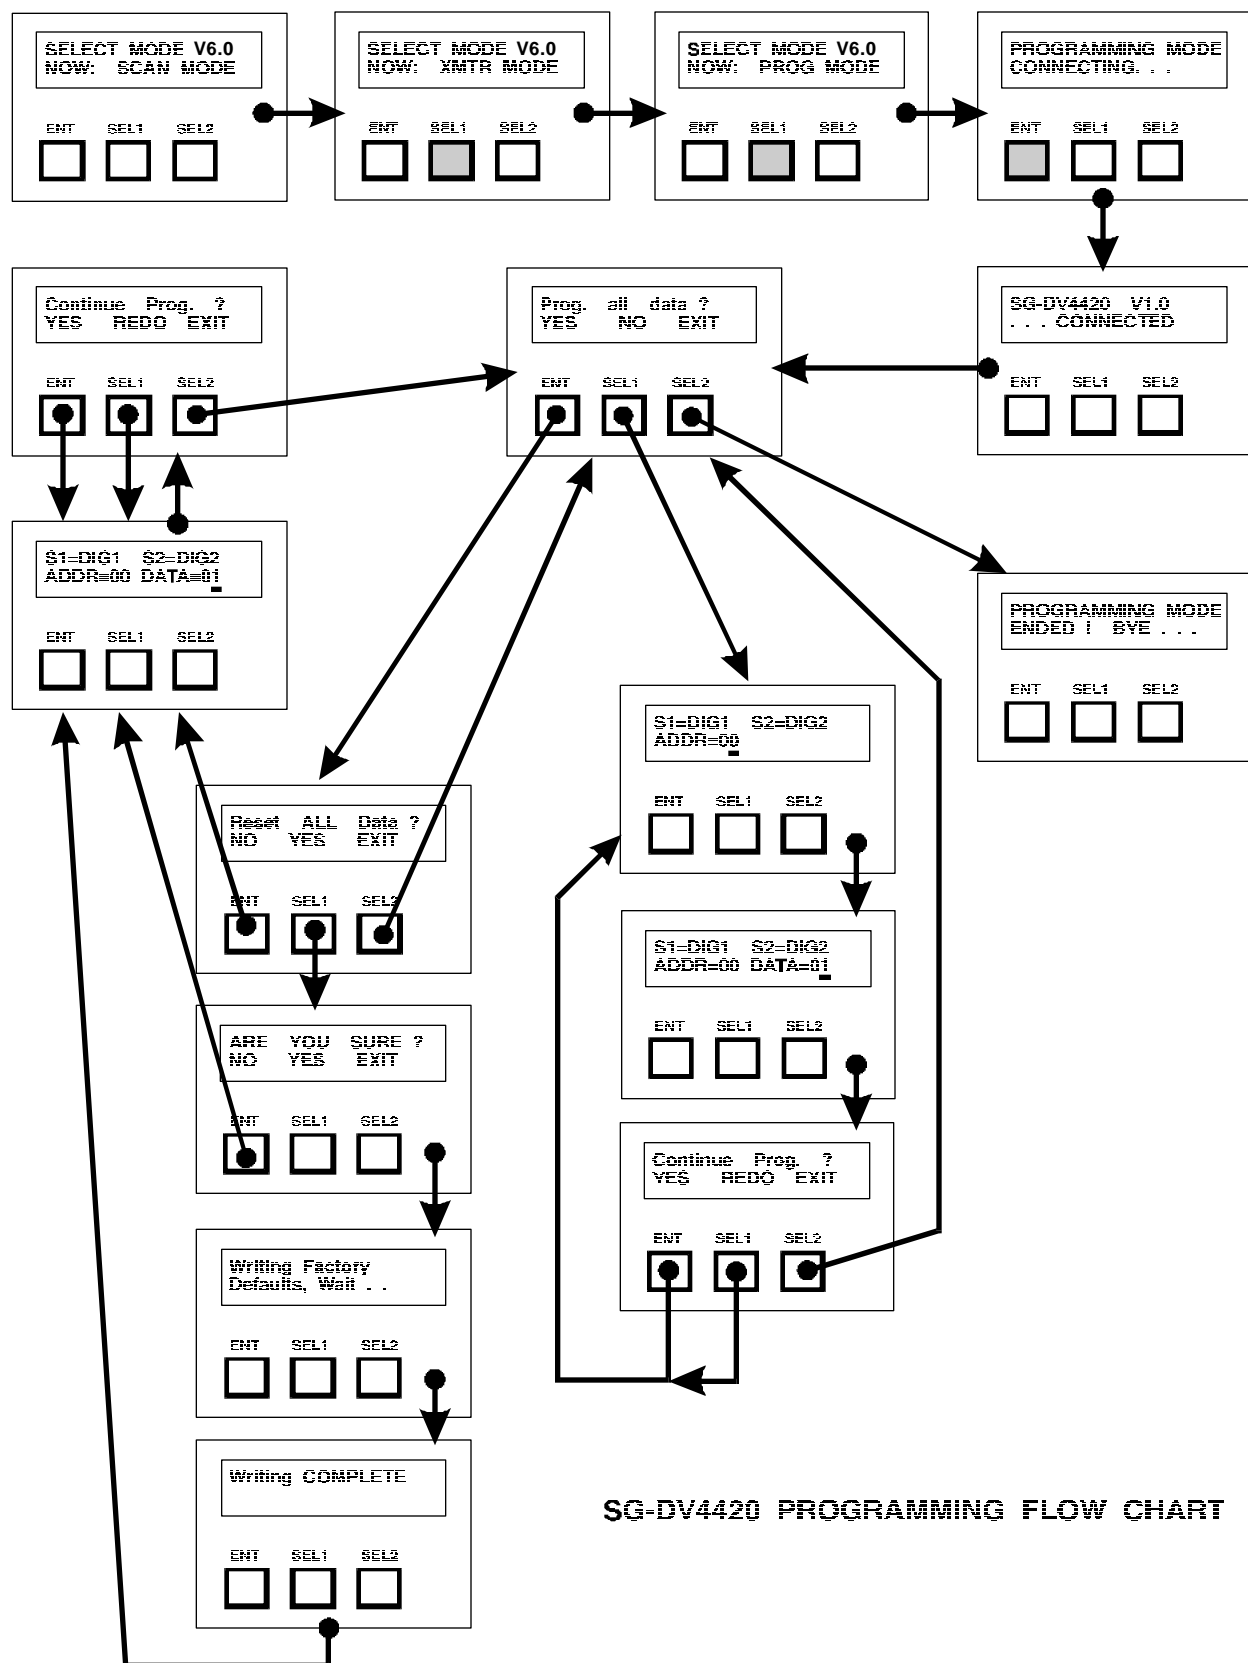 SELECT MODE V6.0
NOW: SCAN MODE
ENT SEL1 SEL2
SELECT MODE V6.0
NOW: XMTR MODE
ENT SEL1 SEL2
SELECT MODE V6.0
NOW: PROG MODE
ENT SEL1 SEL2
PROGRAMMING MODE
CONNECTING. . .
ENT SEL1 SEL2
Continue Prog. ?
YES REDO EXIT
ENT SEL1 SEL2
Prog. all data ?
YES NO EXIT
ENT SEL1 SEL2
SG-DV4420 V1.0
. . . CONNECTED
ENT SEL1 SEL2
S1=DIG1 S2=DIG2
ADDR=00 DATA=01
ENT SEL1 SEL2
PROGRAMMING MODE
ENDED ! BYE . . .
ENT SEL1 SEL2
S1=DIG1 S2=DIG2
ADDR=00
ENT SEL1 SEL2
Reset ALL Data ?
NO YES EXIT
ENT SEL1 SEL2
S1=DIG1 S2=DIG2
ADDR=00 DATA=01
ENT SEL1 SEL2
ARE YOU SURE ?
NO YES EXIT
ENT SEL1 SEL2
Continue Prog. ?
YES REDO EXIT
ENT SEL1 SEL2
Writing Factory
Defaults, Wait . .
ENT SEL1 SEL2
Writing COMPLETE
ENT SEL1 SEL2
SG-DV4420 PROGRAMMING FLOW CHART